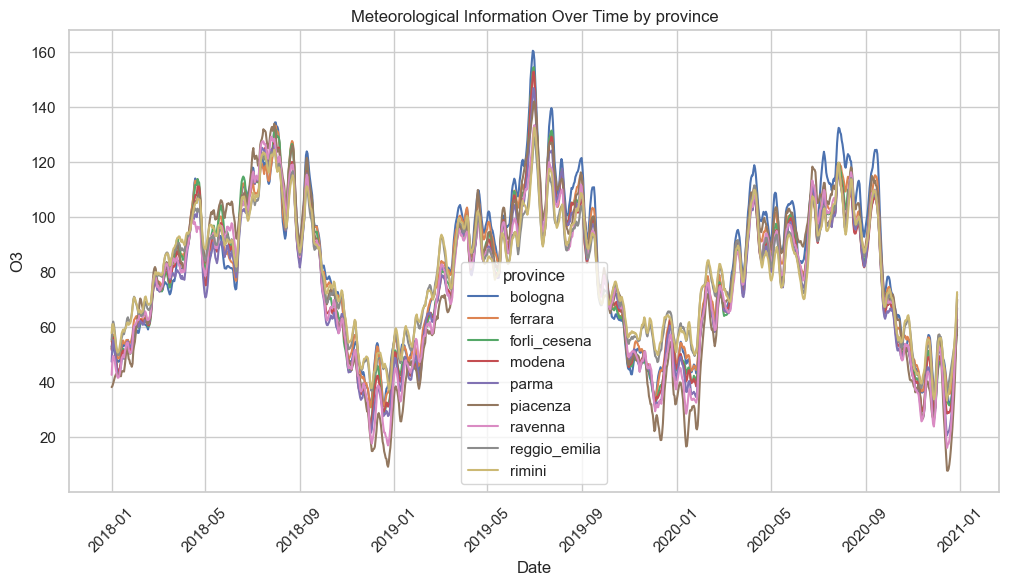 Meteorological Information Over Time by province
O3
160
140
120
100
80
60
40
20
province
bologna
ferrara
forli_cesena
modena
parma
piacenza
ravenna
reggio_emilia
rimini
2018-01
2018-05
2018-09
2019-01
2019-05
2019-09
2020-01
2020-05
2020-09
2021-01
Date